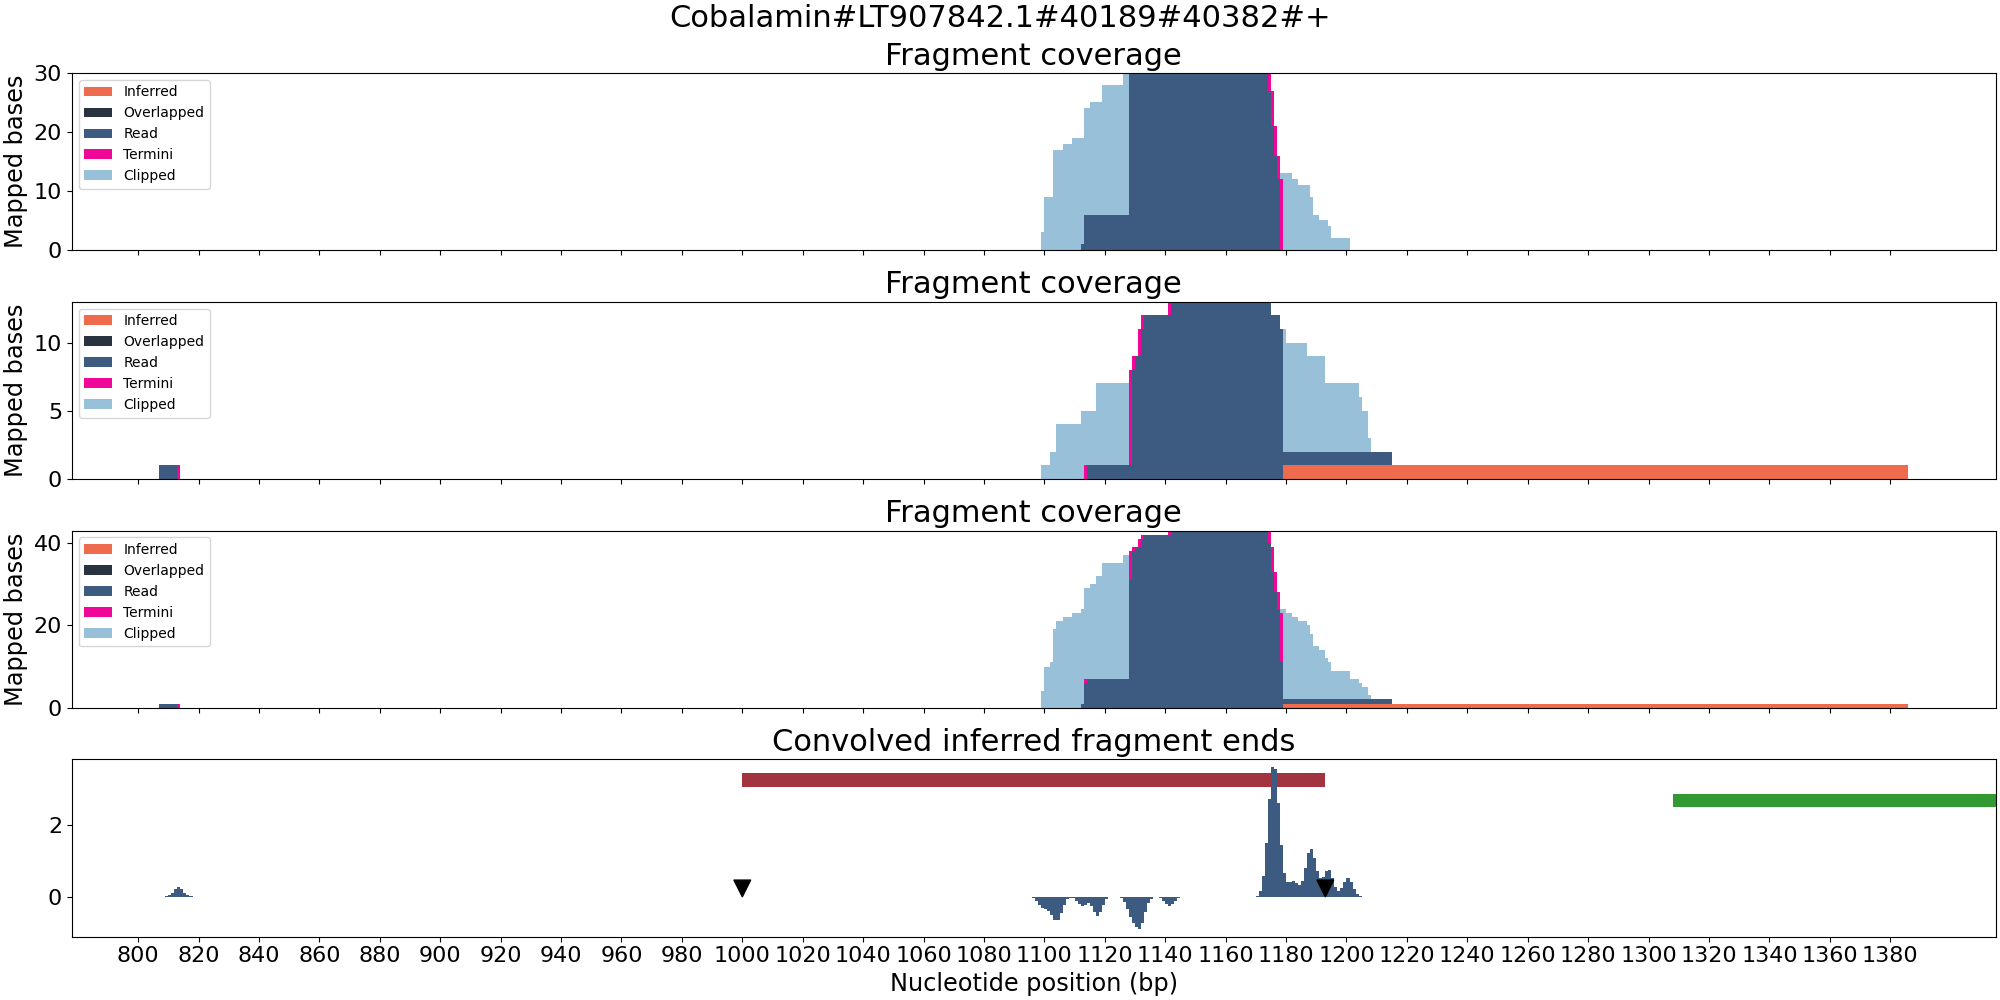 Cobalamin#LT907842.1#40189#40382#+
Fragment coverage
Mapped bases
30
20
10
0
Inferred
Overlapped
Read
Termini
Clipped
Fragment coverage
Mapped bases
10
5
0
Inferred
Overlapped
Read
Termini
Clipped
Fragment coverage
Mapped bases
40
20
0
Inferred
Overlapped
Read
Termini
Clipped
Convolved inferred fragment ends
2
0
800 820 840 860 880 900 920 940 960 980 1000 1020 1040 1060 1080 1100 1120 1140 1160 1180 1200 1220 1240 1260 1280 1300 1320 1340 1360 1380
Nucleotide position (bp)